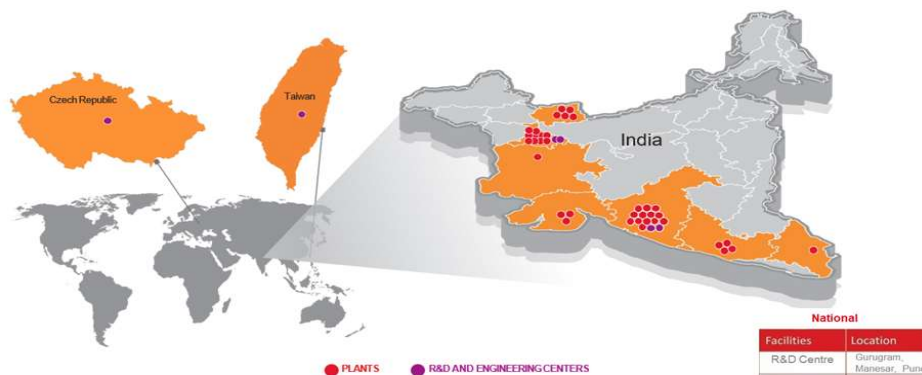 Czech Republic
Taiwan
India
National
Facilities Location
R&D Centre Gurugram,
Manesar,
PLANTS
R&D AND ENGINEERING CENTERS